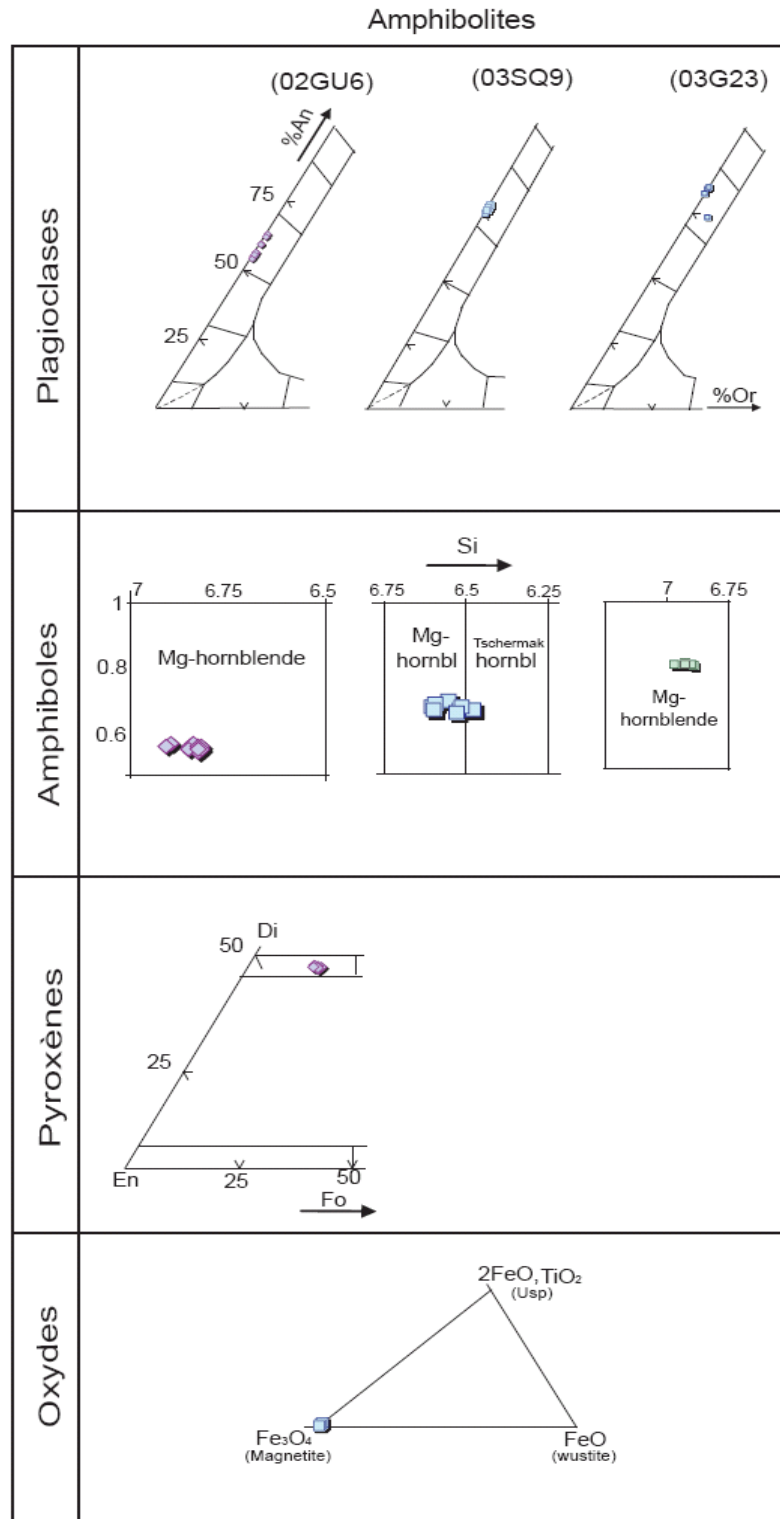 Amphibolites
Plagioclases
(02GU6) (03SQ9) (03G23)
%An
75
50
25
%Or
Amphiboles
Si
7 6.75 6.5
6.75 6.5 6.25
7 6.75
1
0.8
0.6
Mg-hornblende
Mg-
hornbl
Tschermak
hornbl
Mg-
hornblende
Pyroxènes
Di
50
25
En
25
50
Fo
Oxydes
2FeO,TiO₂
(Usp)
Fe₃O₄
(Magnetite)
FeO
(wustite)